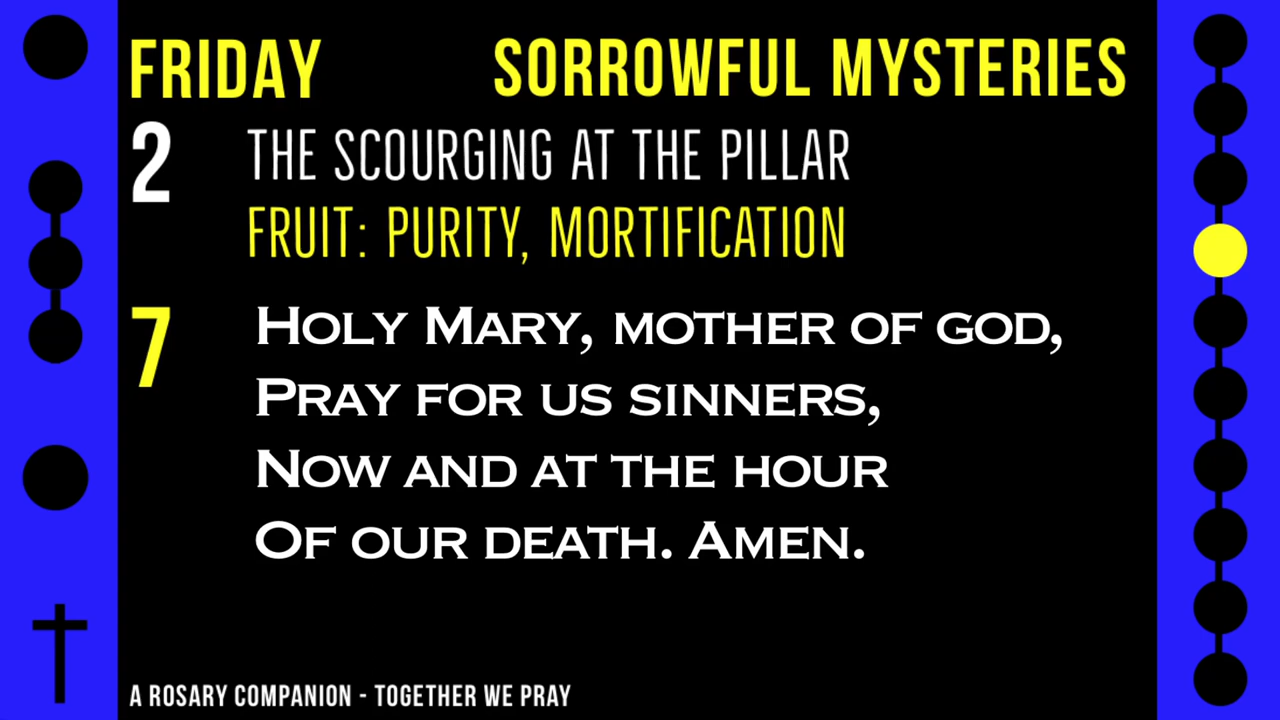 FRIDAY SORROWFUL MYSTERIES
2 THE SCOURGING AT THE PILLAR
FRUIT: PURITY, MORTIFICATION
7 HOLY MARY, MOTHER OF GOD,
PRAY FOR US SINNERS,
NOW AND AT THE HOUR
OF OUR DEATH. AMEN.
A ROSARY COMPANION - TOGETHER WE PRAY